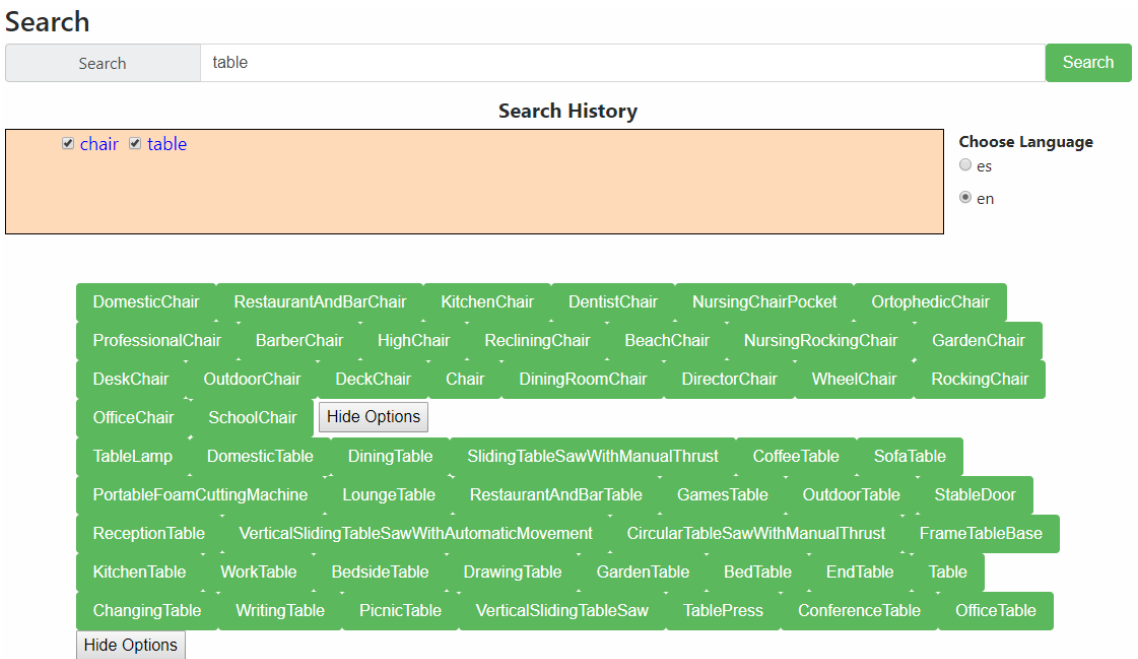 Search
Search table Search
Search History
chair table Choose Language
es
en
DomesticChair RestaurantAndBarChair KitchenChair DentistChair NursingChairPocket OrtophedicChair
ProfessionalChair BarberChair HighChair RecliningChair BeachChair NursingRockingChair GardenChair
DeskChair OutdoorChair DeckChair Chair DiningRoomChair DirectorChair WheelChair RockingChair
OfficeChair SchoolChair Hide Options
TableLamp DomesticTable DiningTable SlidingTableSawWithManualThrust CoffeeTable SofaTable
PortableFoamCuttingMachine LoungeTable RestaurantAndBarTable GamesTable OutdoorTable StableDoor
ReceptionTable VerticalSlidingTableSawWithAutomaticMovement CircularTableSawWithManualThrust FrameTableBase
KitchenTable WorkTable BedsideTable DrawingTable GardenTable BedTable EndTable Table
ChangingTable WritingTable PicnicTable VerticalSlidingTableSaw TablePress ConferenceTable OfficeTable
Hide Options